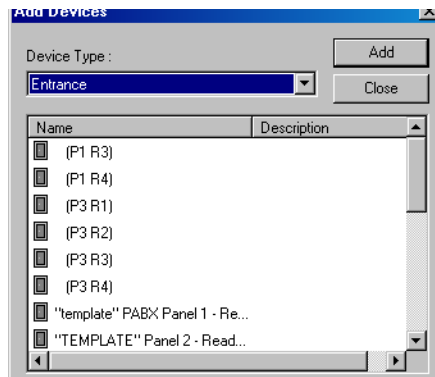 Add Devices
Device Type :
Add
Entrance
Close
Name Description
(P1 R3)
(P1 R4)
(P3 R1)
(P3 R2)
(P3 R3)
(P3 R4)
"template" PABX Panel 1 - Re...
"TEMPLATE" Panel 2 - Read...